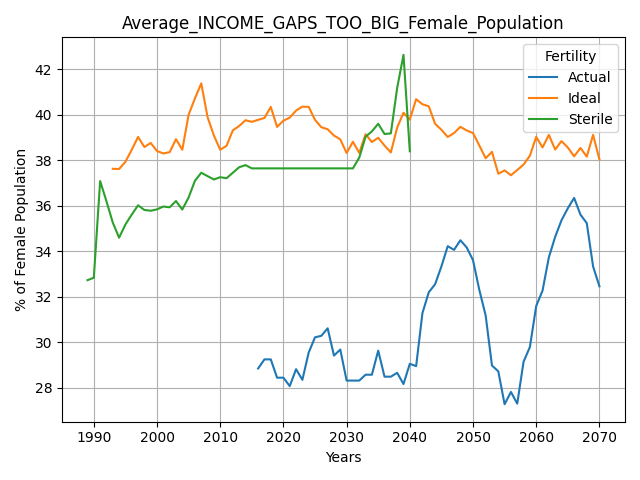 Average_INCOME_GAPS_TOO_BIG_Female_Population
Fertility
Actual
Ideal
Sterile
% of Female Population
42
40
38
36
34
32
30
28
1990 2000 2010 2020 2030 2040 2050 2060 2070
Years